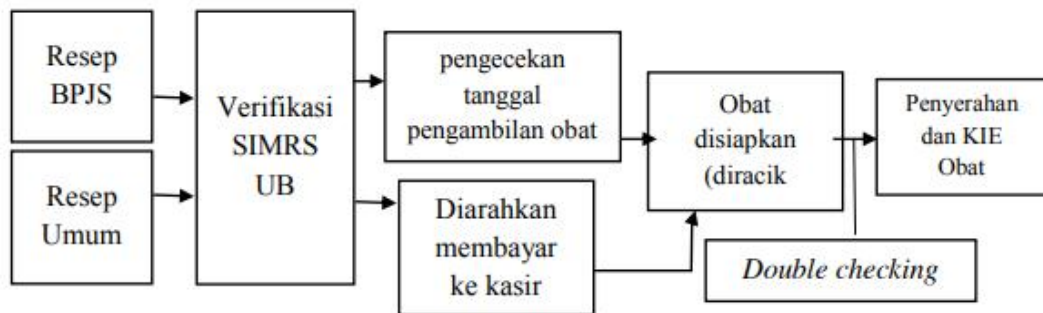 Resep
BPJS
Resep
Umum
Verifikasi
SIMRS
UB
pengecekan
tanggal
pengambilan obat
Diarahkan
membayar
ke kasir
Obat
disiapkan
(diracik
Double checking
Penyerahan
dan KIE
Obat